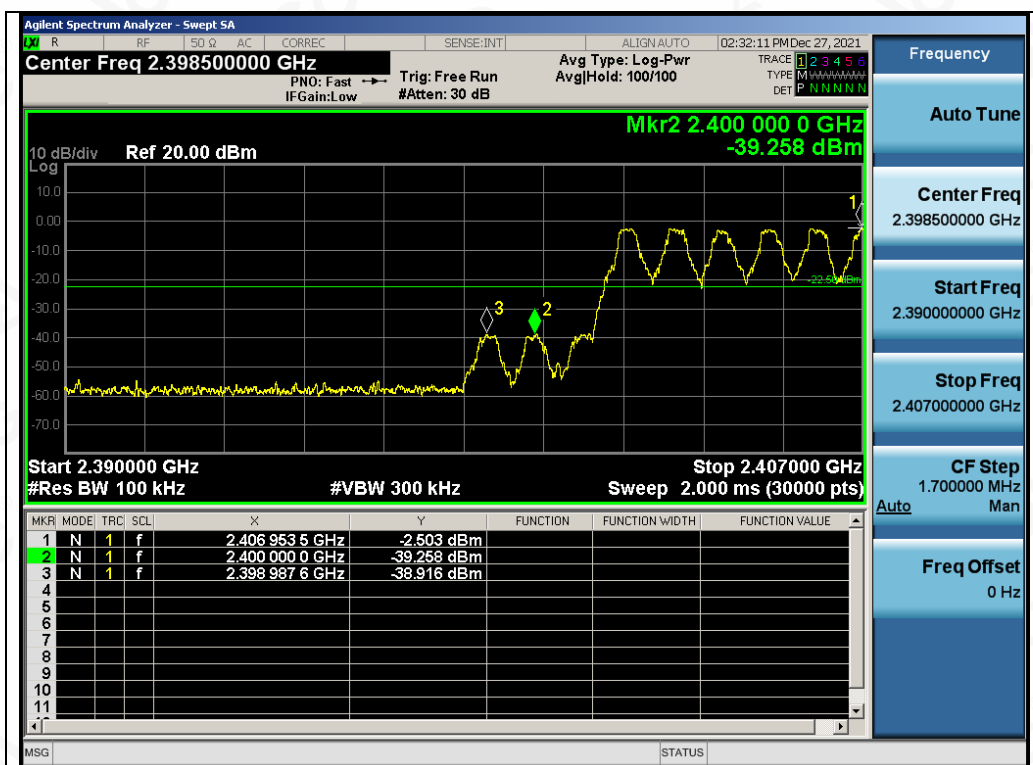 Agilent Spectrum Analyzer - Swept SA
LXI R RF 50 Ω AC CORREC SENSE:INT ALIGN AUTO 02:32:11 PM Dec 27, 2021
Center Freq 2.398500000 GHz
PNO: Fast
IFGain:Low
Trig: Free Run
#Atten: 30 dB
Avg Type: Log-Pwr
Avg|Hold: 100/100
TRACE 1 2 3 4 5 6
TYPE M
DET P N N N N N
Mkr2 2.400 000 0 GHz
-39.258 dBm
10 dB/div Ref 20.00 dBm
Log
10.0
0.00
-10.0
-20.0
-30.0
-40.0
-50.0
-60.0
-70.0
1
3
2
Start 2.390000 GHz Stop 2.407000 GHz
#Res BW 100 kHz #VBW 300 kHz Sweep 2.000 ms (30000 pts)
MKR MODE TRC SCL X Y FUNCTION FUNCTION WIDTH FUNCTION VALUE
1 N 1 f 2.406 953 5 GHz -2.503 dBm
2 N 1 f 2.400 000 0 GHz -39.258 dBm
3 N 1 f 2.398 987 6 GHz -38.916 dBm
4
5
6
7
8
9
10
11
MSG STATUS
Frequency
Auto Tune
Center Freq
2.398500000 GHz
Start Freq
2.390000000 GHz
Stop Freq
2.407000000 GHz
CF Step
1.700000 MHz
Auto Man
Freq Offset
0 Hz